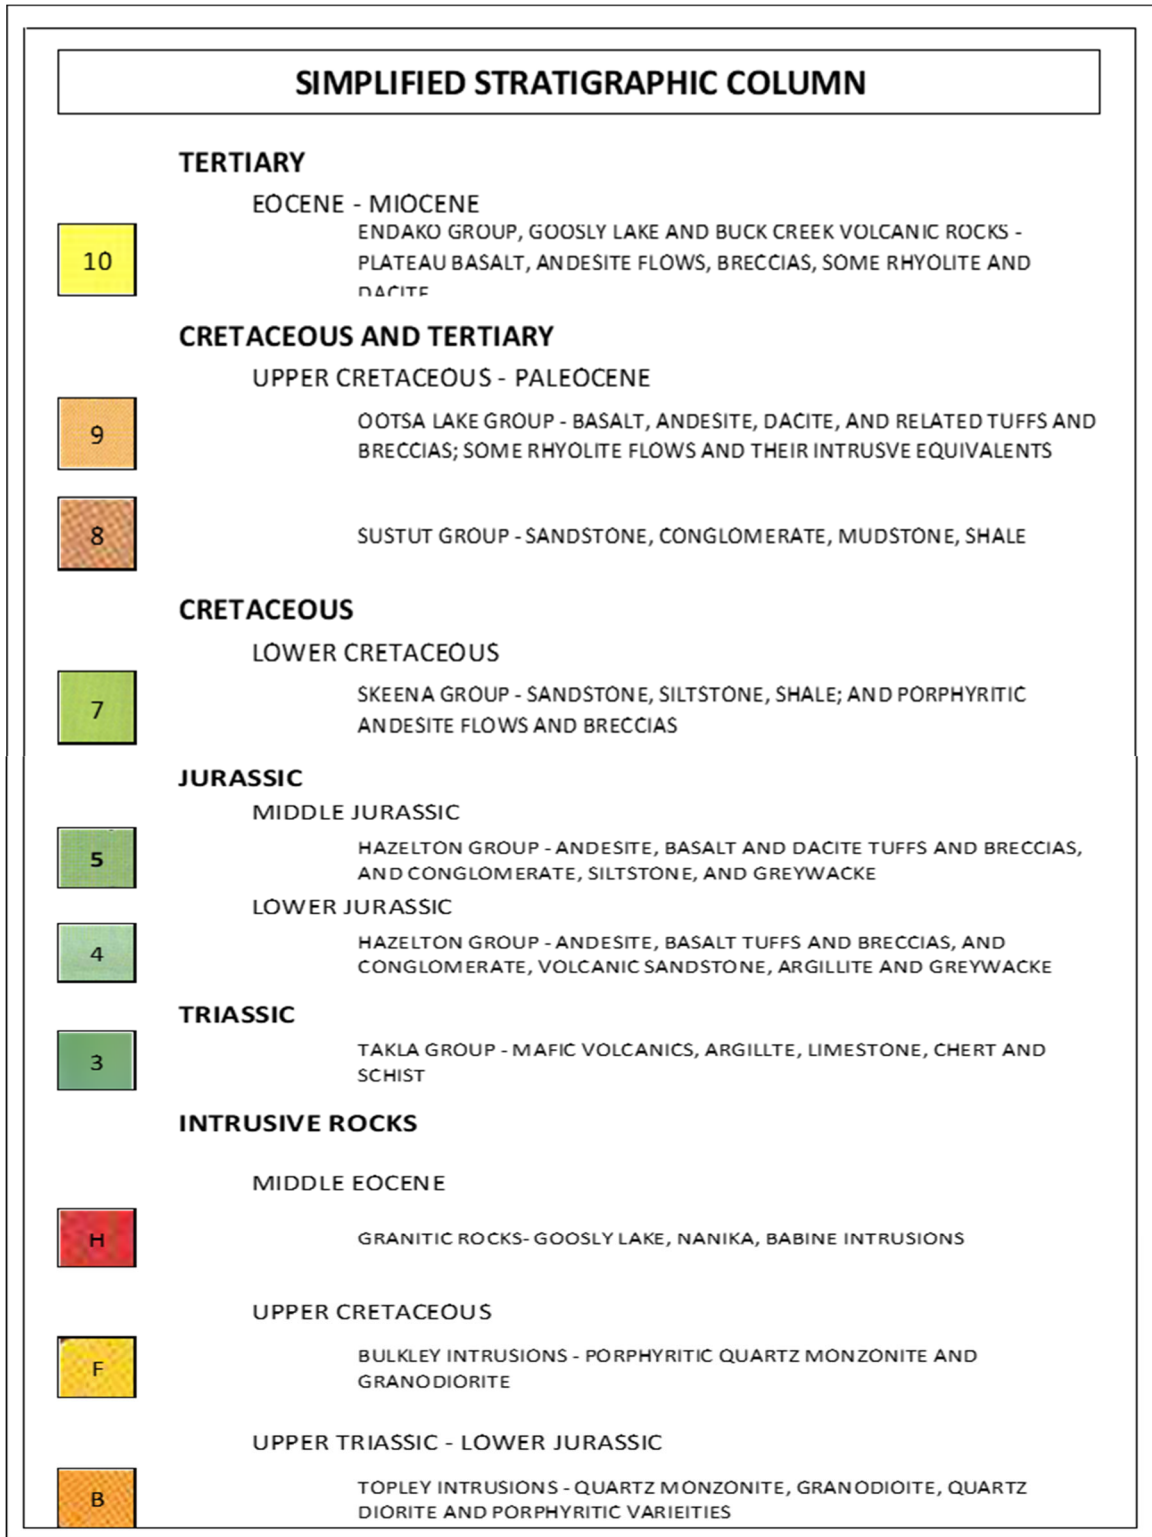 SIMPLIFIED STRATIGRAPHIC COLUMN
TERTIARY
EOCENE - MIOCENE
10
ENDAKO GROUP, GOOSLY LAKE AND BUCK CREEK VOLCANIC ROCKS -
PLATEAU BASALT, ANDESITE FLOWS, BRECCIAS, SOME RHYOLITE AND
DACITE
CRETACEOUS AND TERTIARY
UPPER CRETACEOUS - PALEOCENE
9
OOTSA LAKE GROUP - BASALT, ANDESITE, DACITE, AND RELATED TUFFS AND
BRECCIAS; SOME RHYOLITE FLOWS AND THEIR INTRUSVE EQUIVALENTS
8
SUSTUT GROUP - SANDSTONE, CONGLOMERATE, MUDSTONE, SHALE
CRETACEOUS
LOWER CRETACEOUS
7
SKEENA GROUP - SANDSTONE, SILTSTONE, SHALE; AND PORPHYRITIC
ANDESITE FLOWS AND BRECCIAS
JURASSIC
MIDDLE JURASSIC
5
HAZELTON GROUP - ANDESITE, BASALT AND DACITE TUFFS AND BRECCIAS,
AND CONGLOMERATE, SILTSTONE, AND GREYWACKE
LOWER JURASSIC
4
HAZELTON GROUP - ANDESITE, BASALT TUFFS AND BRECCIAS, AND
CONGLOMERATE, VOLCANIC SANDSTONE, ARGILLITE AND GREYWACKE
TRIASSIC
3
TAKLA GROUP - MAFIC VOLCANICS, ARGILLTE, LIMESTONE, CHERT AND
SCHIST
INTRUSIVE ROCKS
MIDDLE EOCENE
H
GRANITIC ROCKS- GOOSLY LAKE, NANIKA, BABINE INTRUSIONS
UPPER CRETACEOUS
F
BULKLEY INTRUSIONS - PORPHYRITIC QUARTZ MONZONITE AND
GRANODIORITE
UPPER TRIASSIC - LOWER JURASSIC
B
TOPLEY INTRUSIONS - QUARTZ MONZONITE, GRANODIOITE, QUARTZ
DIORITE AND PORPHYRITIC VARIEITIES